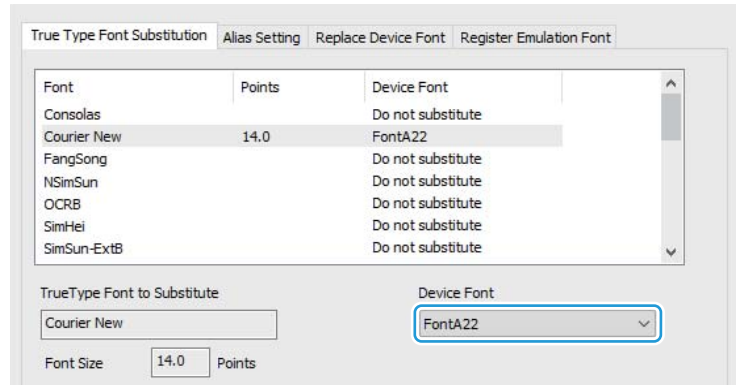 True Type Font Substitution Alias Setting Replace Device Font Register Emulation Font
Font Points Device Font
Consolas Do not substitute
Courier New 14.0 FontA22
FangSong Do not substitute
NSimSun Do not substitute
OCRB Do not substitute
SimHei Do not substitute
SimSun-ExtB Do not substitute
TrueType Font to Substitute Device Font
Courier New FontA22
Font Size 14.0 Points